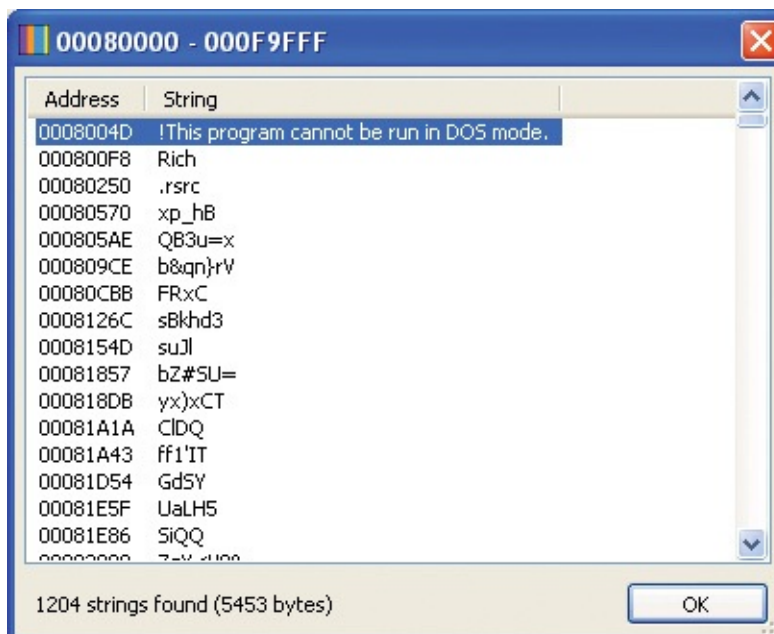 00080000 - 000F9FFF
Address String
0008004D !This program cannot be run in DOS mode.
000800F8 Rich
00080250 .rsrc
00080570 xp_hB
000805AE QB3u=x
000809CE b&qn}rV
00080CBB FRxC
0008126C sBkhd3
0008154D suJl
00081857 bZ#SU=
000818DB yx)xCT
00081A1A ClDQ
00081A43 ff1'IT
00081D54 GdSY
00081E5F UaLH5
00081E86 SiQQ
1204 strings found (5453 bytes) OK